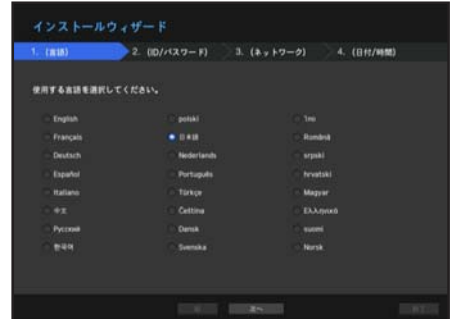 インストールウィザード
1. (言語) 2. (ID/パスワード) 3. (ネットワーク) 4. (日付/時間)
使用する言語を選択してください。
English polski ไทย
Français 日本語 Română
Deutsch Nederlands srpski
Español Português hrvatski
Italiano Türkçe Magyar
中文 Čeština Ελληνικά
Русский Dansk suomi
한국어 Svenska Norsk
次へ